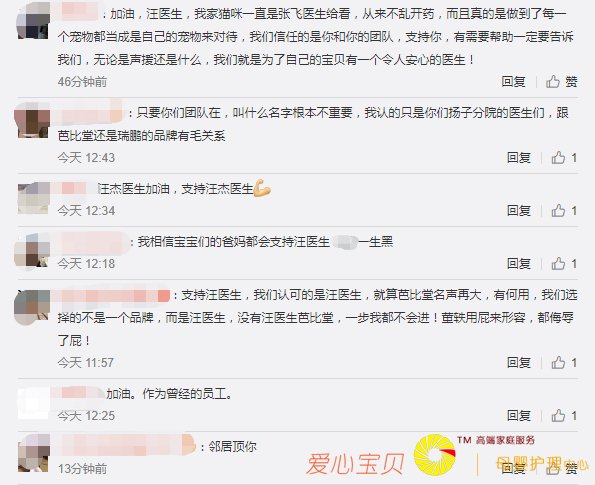 ：加油，汪医生，我家猫咪一直是张飞医生给看，从来不乱开药，而且真的是做到了每一
个宠物都当成是自己的宠物来对待，我们信任的是你和你的团队，支持你，有需要帮助一定要告诉
我们，无论是声援还是什么，我们就是为了自己的宝贝有一个令人安心的医生！
46分钟前 回复 赞
：只要你们团队在，叫什么名字根本不重要，我认的只是你们扬子分院的医生们，跟
芭比堂还是瑞鹏的品牌有毛关系
今天 12:43 回复 1
汪杰医生加油，支持汪杰医生💪
今天 12:34 回复 1
：我相信宝宝们的爸妈都会支持汪医生 一生黑
今天 12:18 回复 1
：支持汪医生，我们认可的是汪医生，就算芭比堂名声再大，有何用，我们选
择的不是一个品牌，而是汪医生，没有汪医生芭比堂，一步我都不会进！董轶用屁来形容，都侮辱
了屁！
今天 11:57 回复 1
加油。作为曾经的员工。
今天 12:25 回复 1
：邻居顶你
13分钟前 回复 赞
爱心宝贝 TM 高端家庭服务
母婴护理中心